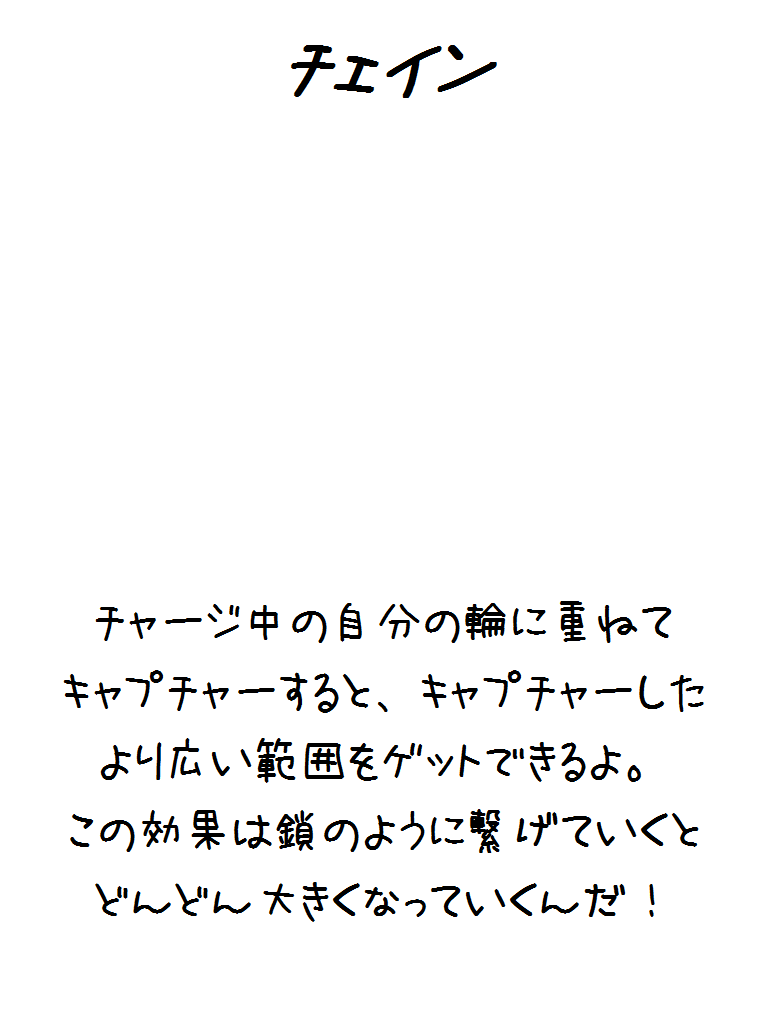 チェイン
チャージ中の自分の輪に重ねて
キャプチャーすると、キャプチャーした
より広い範囲をゲットできるよ。
この効果は鎖のように繋げていくと
どんどん大きくなっていくんだ！